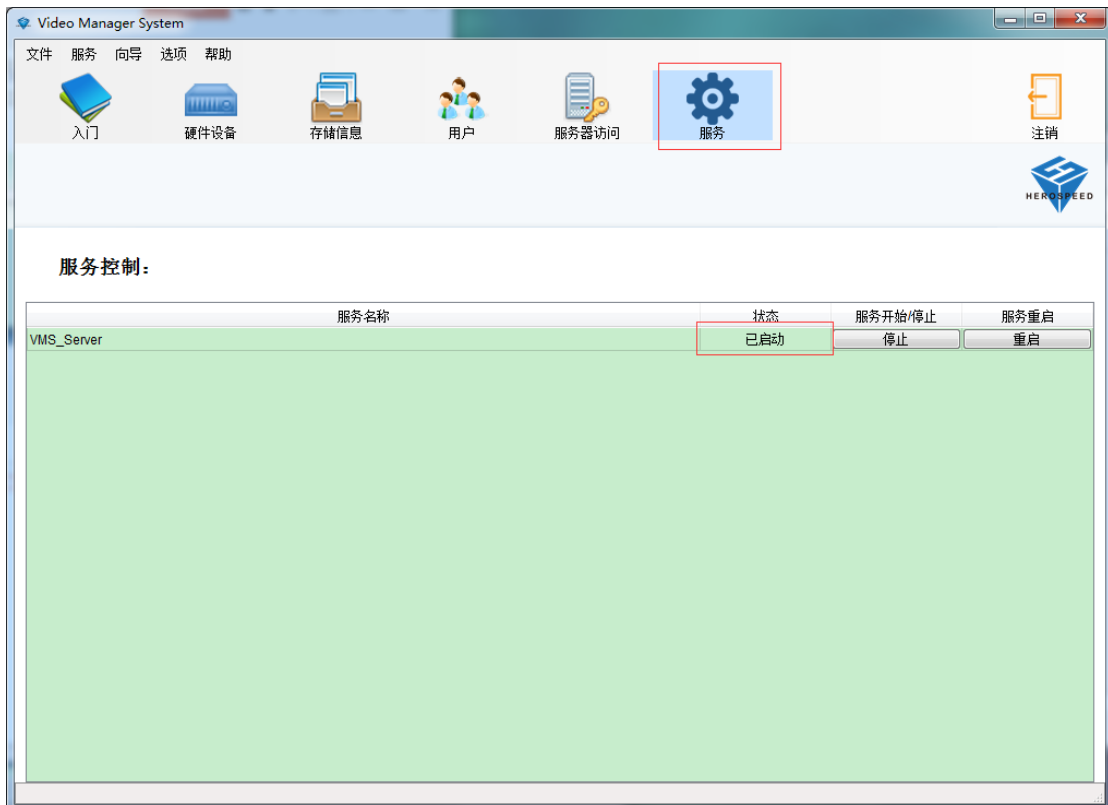 Video Manager System
文件 服务 向导 选项 帮助
入门 硬件设备 存储信息 用户 服务器访问 服务 注销
HEROSPEED
服务控制：
服务名称 状态 服务开始/停止 服务重启
VMS_Server 已启动 停止 重启